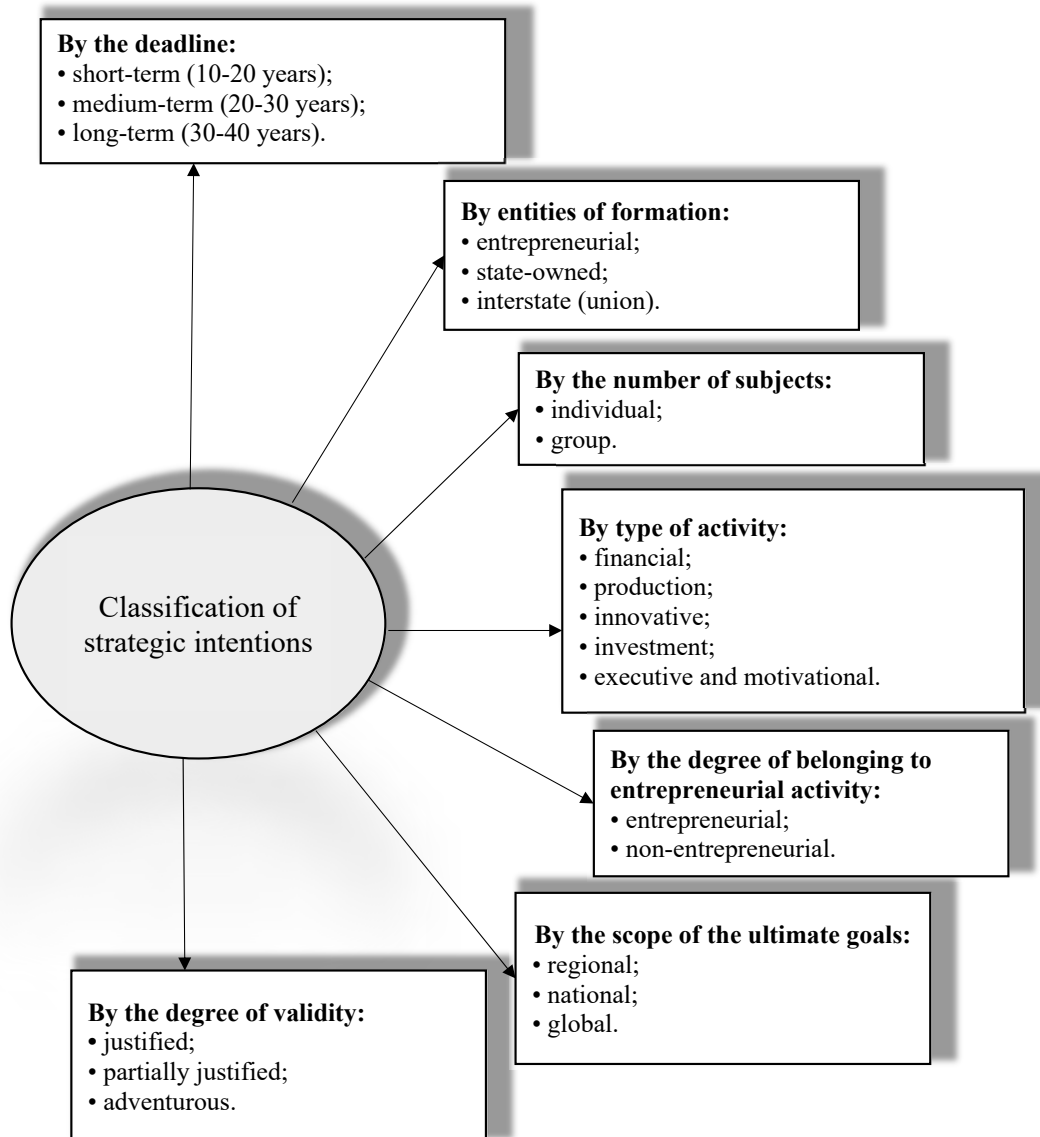 By the deadline:
• short-term (10-20 years);
• medium-term (20-30 years);
• long-term (30-40 years).
By entities of formation:
• entrepreneurial;
• state-owned;
• interstate (union).
By the number of subjects:
• individual;
• group.
Classification of
strategic intentions
By type of activity:
• financial;
• production;
• innovative;
• investment;
• executive and motivational.
By the degree of belonging to
entrepreneurial activity:
• entrepreneurial;
• non-entrepreneurial.
By the scope of the ultimate goals:
• regional;
• national;
• global.
By the degree of validity:
• justified;
• partially justified;
• adventurous.